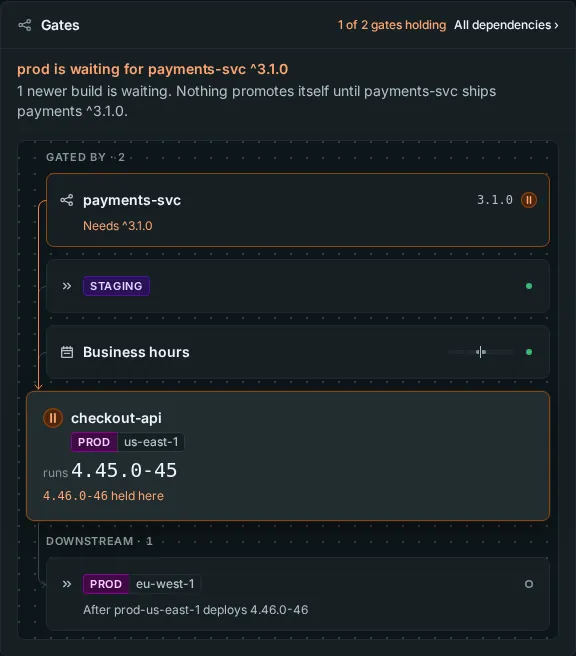 Gates
1 of 2 gates holding All dependencies ›
prod is waiting for payments-svc ^3.1.0
1 newer build is waiting. Nothing promotes itself until payments-svc ships
payments ^3.1.0.
GATED BY · 2
payments-svc
3.1.0
Needs ^3.1.0
STAGING
Business hours
checkout-api
PROD us-east-1
runs 4.45.0-45
4.46.0-46 held here
DOWNSTREAM · 1
PROD eu-west-1
After prod-us-east-1 deploys 4.46.0-46